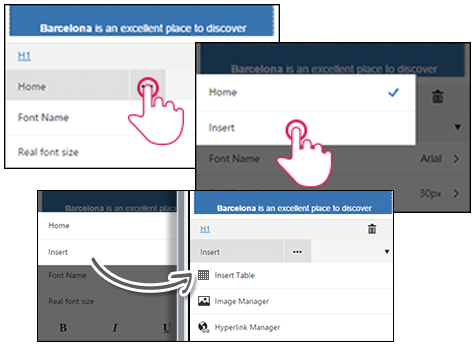 Barcelona is an excellent place to discover
H1
Home
Font Name
Real font size
Barcelona is an excellent place to discover
Home
Insert
Font Name
Arial
30px
Barcelona is an excellent place to discover
Home
Insert
Font Name
Real font size
B I U
Barcelona is an excellent place to discover
H1
Insert
Insert Table
Image Manager
Hyperlink Manager